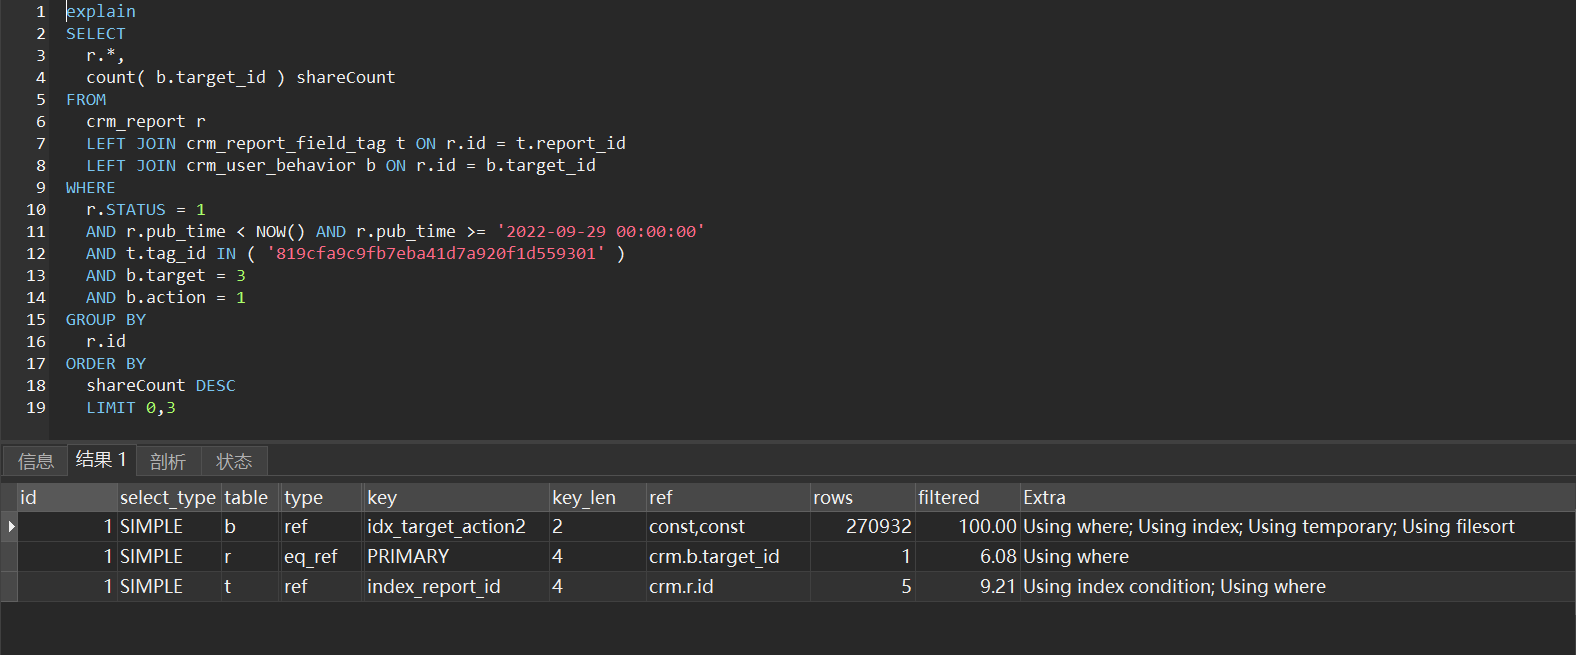 1 explain
2 SELECT
3 r.*,
4 count( b.target_id ) shareCount
5 FROM
6 crm_report r
7 LEFT JOIN crm_report_field_tag t ON r.id = t.report_id
8 LEFT JOIN crm_user_behavior b ON r.id = b.target_id
9 WHERE
10 r.STATUS = 1
11 AND r.pub_time < NOW() AND r.pub_time >= '2022-09-29 00:00:00'
12 AND t.tag_id IN ( '819cfa9c9fb7eba41d7a920f1d559301' )
13 AND b.target = 3
14 AND b.action = 1
15 GROUP BY
16 r.id
17 ORDER BY
18 shareCount DESC
19 LIMIT 0,3
信息 结果 1 剖析 状态
id select_type table type key key_len ref rows filtered Extra
1 SIMPLE b ref idx_target_action2 2 const,const 270932 100.00 Using where; Using index; Using temporary; Using filesort
1 SIMPLE r eq_ref PRIMARY 4 crm.b.target_id 1 6.08 Using where
1 SIMPLE t ref index_report_id 4 crm.r.id 5 9.21 Using index condition; Using where